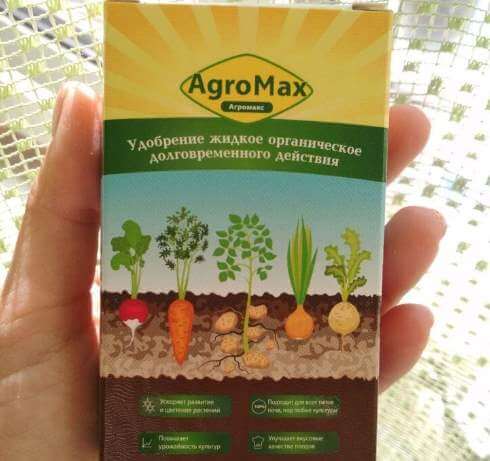 AgroMax
Агромакс
Удобрение жидкое органическое
долговременного действия
Ускоряет развитие
и цветение растений
100%
Подходит для всех типов
почв, под любые культуры
Повышает
урожайность культур
Улучшает вкусовые
качества плодов